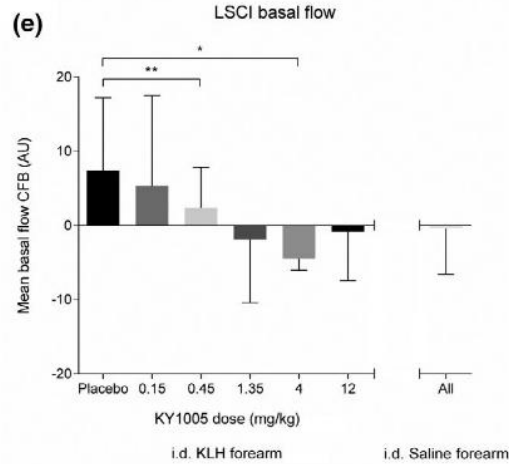 (e)
LSCI basal flow
*
**
Mean basal flow CFB (AU)
20
10
0
-10
-20
Placebo 0.15 0.45 1.35 4 12 All
KY1005 dose (mg/kg)
i.d. KLH forearm i.d. Saline forearm